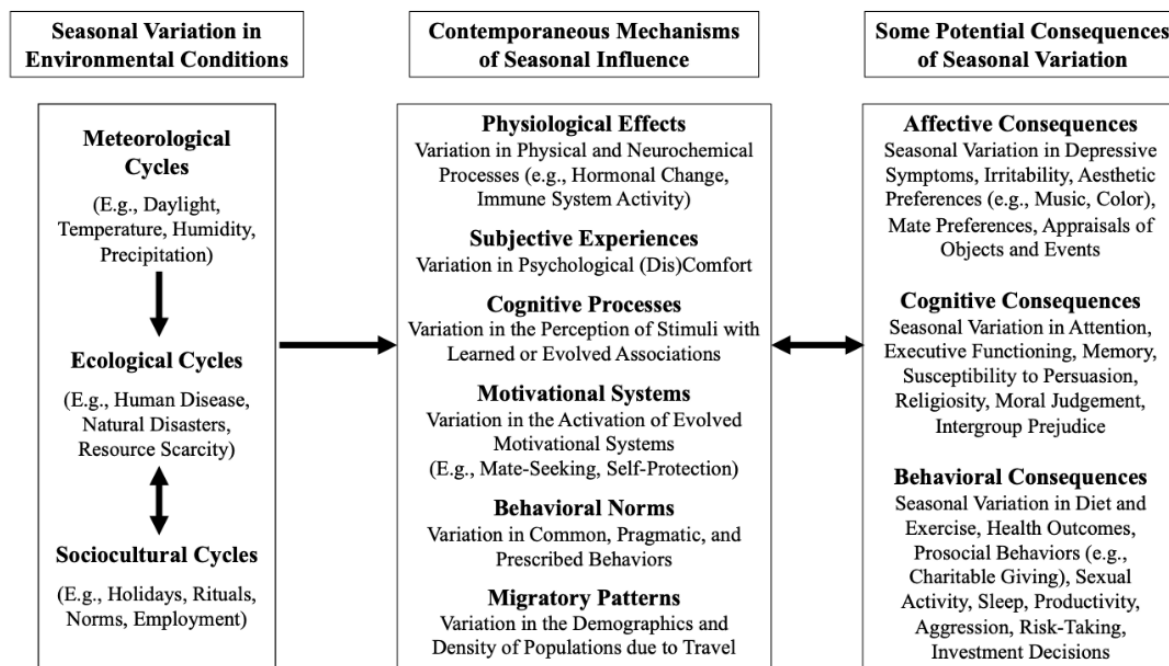 Seasonal Variation in
Environmental Conditions
Meteorological
Cycles
(E.g., Daylight,
Temperature, Humidity,
Precipitation)
Ecological Cycles
(E.g., Human Disease,
Natural Disasters,
Resource Scarcity)
Sociocultural Cycles
(E.g., Holidays, Rituals,
Norms, Employment)
Contemporaneous Mechanisms
of Seasonal Influence
Physiological Effects
Variation in Physical and Neurochemical
Processes (e.g., Hormonal Change,
Immune System Activity)
Subjective Experiences
Variation in Psychological (Dis)Comfort
Cognitive Processes
Variation in the Perception of Stimuli with
Learned or Evolved Associations
Motivational Systems
Variation in the Activation of Evolved
Motivational Systems
(E.g., Mate-Seeking, Self-Protection)
Behavioral Norms
Variation in Common, Pragmatic, and
Prescribed Behaviors
Migratory Patterns
Variation in the Demographics and
Density of Populations due to Travel
Some Potential Consequences
of Seasonal Variation
Affective Consequences
Seasonal Variation in Depressive
Symptoms, Irritability, Aesthetic
Preferences (e.g., Music, Color),
Mate Preferences, Appraisals of
Objects and Events
Cognitive Consequences
Seasonal Variation in Attention,
Executive Functioning, Memory,
Susceptibility to Persuasion,
Religiosity, Moral Judgement,
Intergroup Prejudice
Behavioral Consequences
Seasonal Variation in Diet and
Exercise, Health Outcomes,
Prosocial Behaviors (e.g.,
Charitable Giving), Sexual
Activity, Sleep, Productivity,
Aggression, Risk-Taking,
Investment Decisions